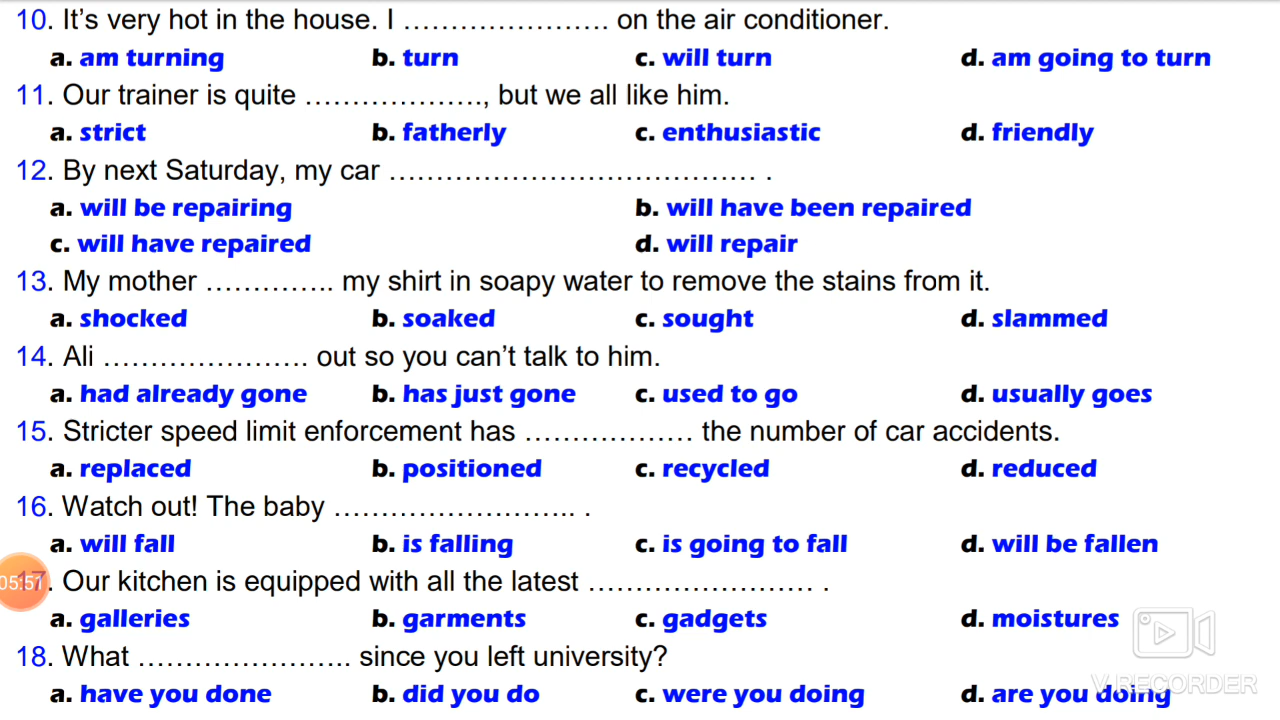 10. It's very hot in the house. I ...................... on the air conditioner.
a. am turning b. turn c. will turn d. am going to turn
11. Our trainer is quite ..................., but we all like him.
a. strict b. fatherly c. enthusiastic d. friendly
12. By next Saturday, my car ....................................... .
a. will be repairing b. will have been repaired
c. will have repaired d. will repair
13. My mother .............. my shirt in soapy water to remove the stains from it.
a. shocked b. soaked c. sought d. slammed
14. Ali ...................... out so you can't talk to him.
a. had already gone b. has just gone c. used to go d. usually goes
15. Stricter speed limit enforcement has .................. the number of car accidents.
a. replaced b. positioned c. recycled d. reduced
16. Watch out! The baby .......................... .
a. will fall b. is falling c. is going to fall d. will be fallen
05:51
17. Our kitchen is equipped with all the latest ........................ .
a. galleries b. garments c. gadgets d. moistures
18. What ....................... since you left university?
a. have you done b. did you do c. were you doing d. are you doing
V RECORDER